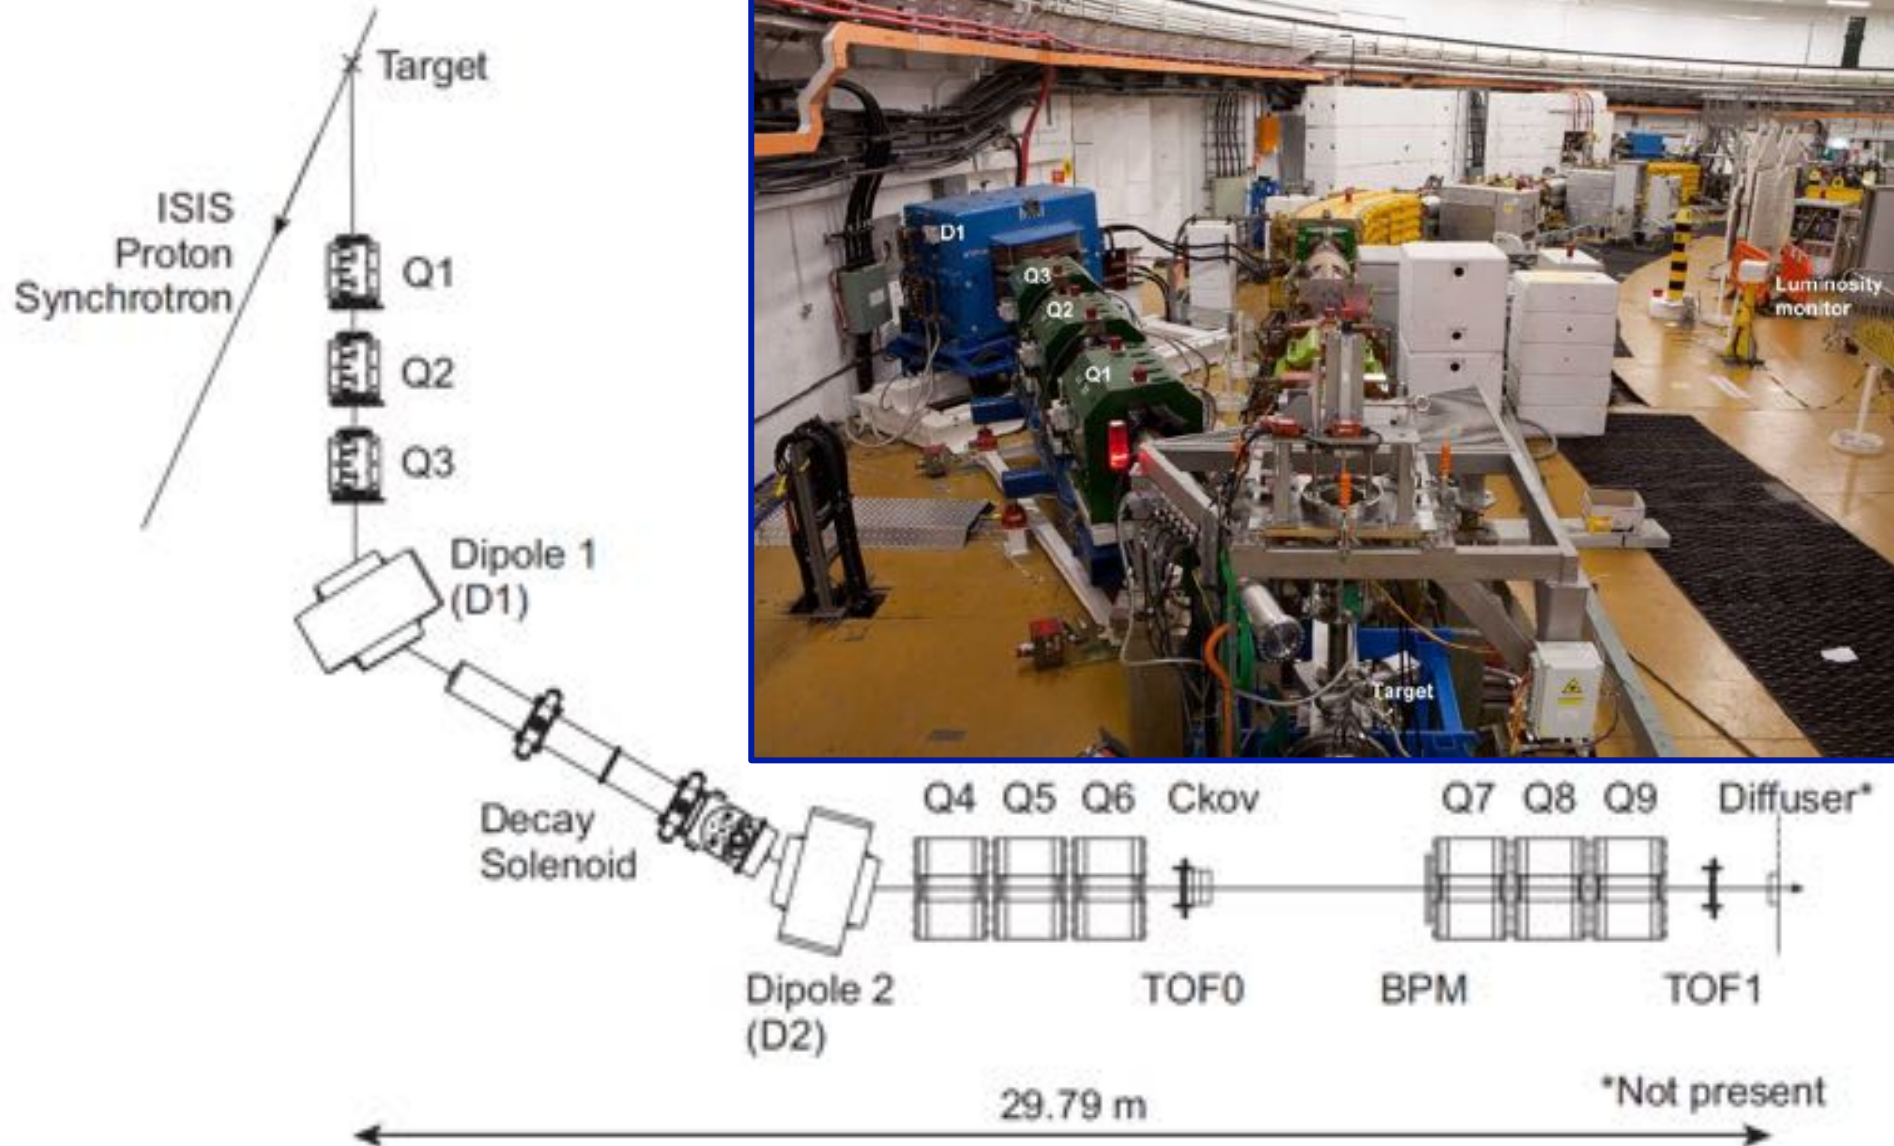 Target
ISIS
Proton
Synchrotron
Q1
Q2
Q3
Dipole 1
(D1)
Decay
Solenoid
Dipole 2
(D2)
Q4 Q5 Q6 Ckov Q7 Q8 Q9 Diffuser*
TOF0 BPM TOF1
*Not present
29.79 m
D1
Q3
Q2
Q1
Luminosity
monitor
Target